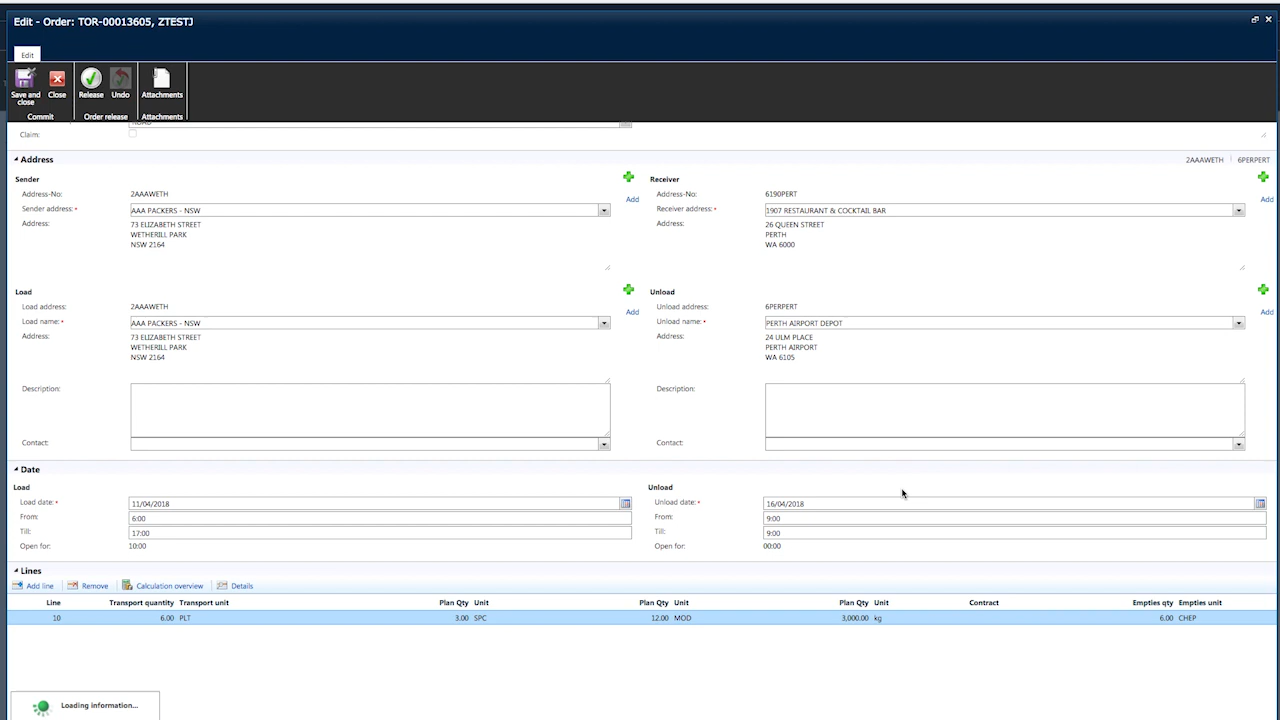 Edit - Order: TOR-00013605, ZTESTJ
Edit
Save and close
Close
Release
Undo
Attachments
Commit
Order release
Attachments
Claim:
Address
2AAAWETH
6PERPERT
Sender
Receiver
Address-No:
2AAAWETH
Add
Address-No:
6190PERT
Add
Sender address: *
AAA PACKERS - NSW
Receiver address: *
1907 RESTAURANT & COCKTAIL BAR
Address:
73 ELIZABETH STREET
WETHERILL PARK
NSW 2164
Address:
26 QUEEN STREET
PERTH
WA 6000
Load
Unload
Load address:
2AAAWETH
Add
Unload address:
6PERPERT
Add
Load name: *
AAA PACKERS - NSW
Unload name: *
PERTH AIRPORT DEPOT
Address:
73 ELIZABETH STREET
WETHERILL PARK
NSW 2164
Address:
24 ULM PLACE
PERTH AIRPORT
WA 6105
Description:
Description:
Contact:
Contact:
Date
Load
Unload
Load date: *
11/04/2018
Unload date: *
16/04/2018
From:
6:00
From:
9:00
Till:
17:00
Till:
9:00
Open for:
10:00
Open for:
00:00
Lines
Add line
Remove
Calculation overview
Details
Line Transport quantity Transport unit Plan Qty Unit Plan Qty Unit Plan Qty Unit Contract Empties qty Empties unit
10 6.00 PLT 3.00 SPC 12.00 MOD 3,000.00 kg 6.00 CHEP
Loading information...